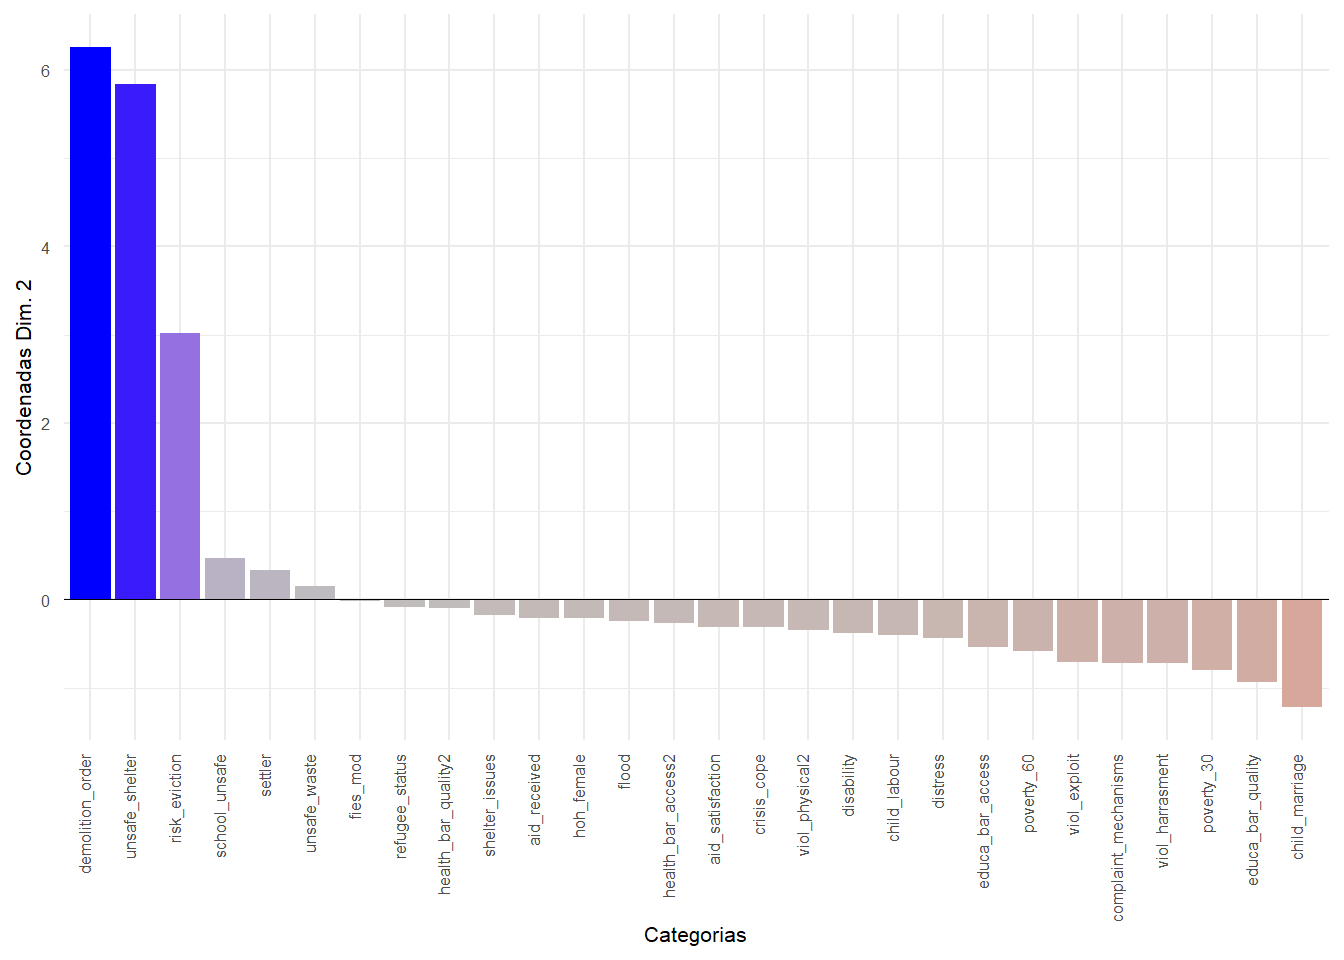 6
4
2
0
Coordenadas Dim. 2
demolition_order
unsafe_shelter
risk_eviction
school_unsafe
settler
unsafe_waste
fies_mod
refugee_status
health_bar_quality2
shelter_issues
aid_received
hoh_female
flood
health_bar_access2
aid_satisfaction
crisis_cope
viol_physical2
disability
child_labour
distress
educa_bar_access
poverty_60
viol_exploit
complaint_mechanisms
viol_harrasment
poverty_30
educa_bar_quality
child_marriage
Categorias